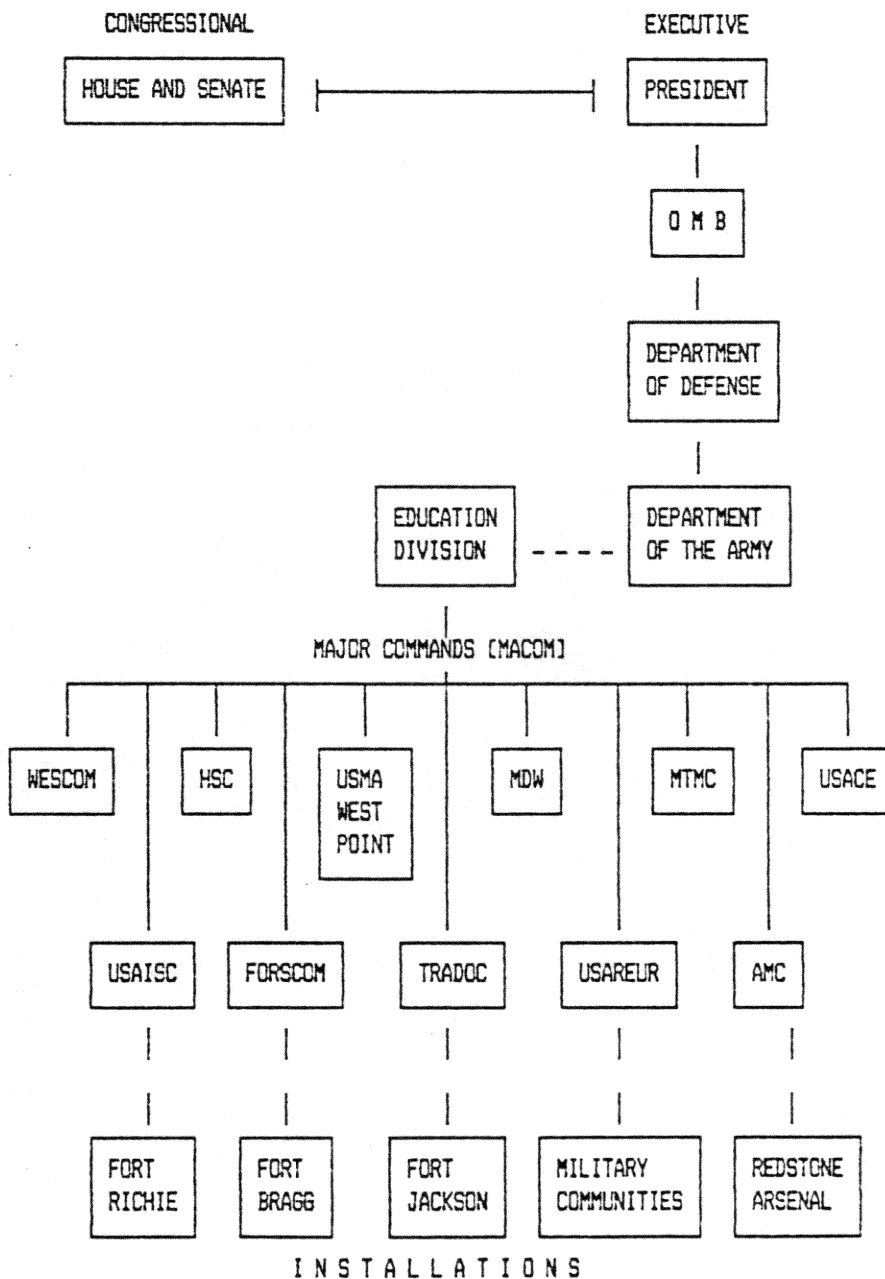 CONGRESSIONAL
EXECUTIVE
HOUSE AND SENATE
PRESIDENT
O M B
DEPARTMENT
OF DEFENSE
EDUCATION
DIVISION
DEPARTMENT
OF THE ARMY
MAJOR COMMANDS [MACOM]
WESCOM
HSC
USMA
WEST
POINT
MDW
MTMC
USACE
USAISC
FORSCOM
TRADOC
USAREUR
AMC
FORT
RICHIE
FORT
BRAGG
FORT
JACKSON
MILITARY
COMMUNITIES
REDSTONE
ARSENAL
I N S T A L L A T I O N S